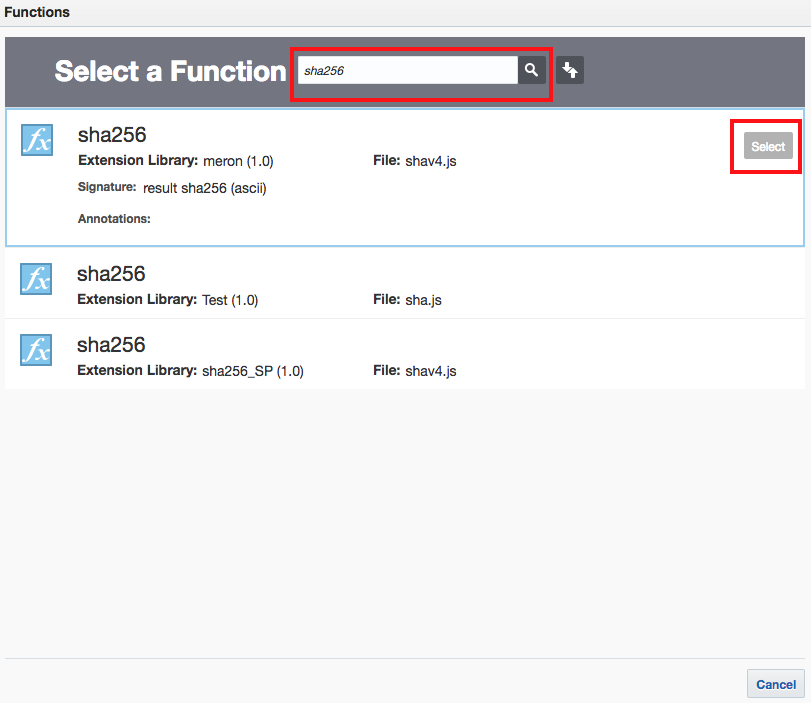 Functions
Select a Function sha256
fx sha256
Select
Extension Library: meron (1.0) File: shav4.js
Signature: result sha256 (ascii)
Annotations:
fx sha256
Extension Library: Test (1.0) File: sha.js
fx sha256
Extension Library: sha256_SP (1.0) File: shav4.js
Cancel